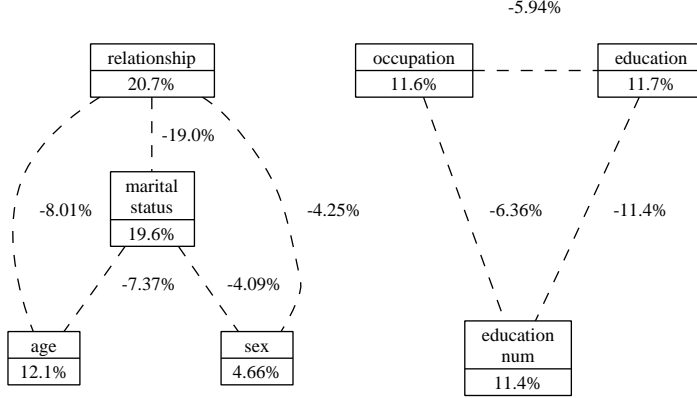 -5.94%
relationship
20.7%
occupation
11.6%
education
11.7%
-19.0%
marital
status
19.6%
-8.01%
-4.25%
-6.36%
-11.4%
-7.37%
-4.09%
age
12.1%
sex
4.66%
education
num
11.4%